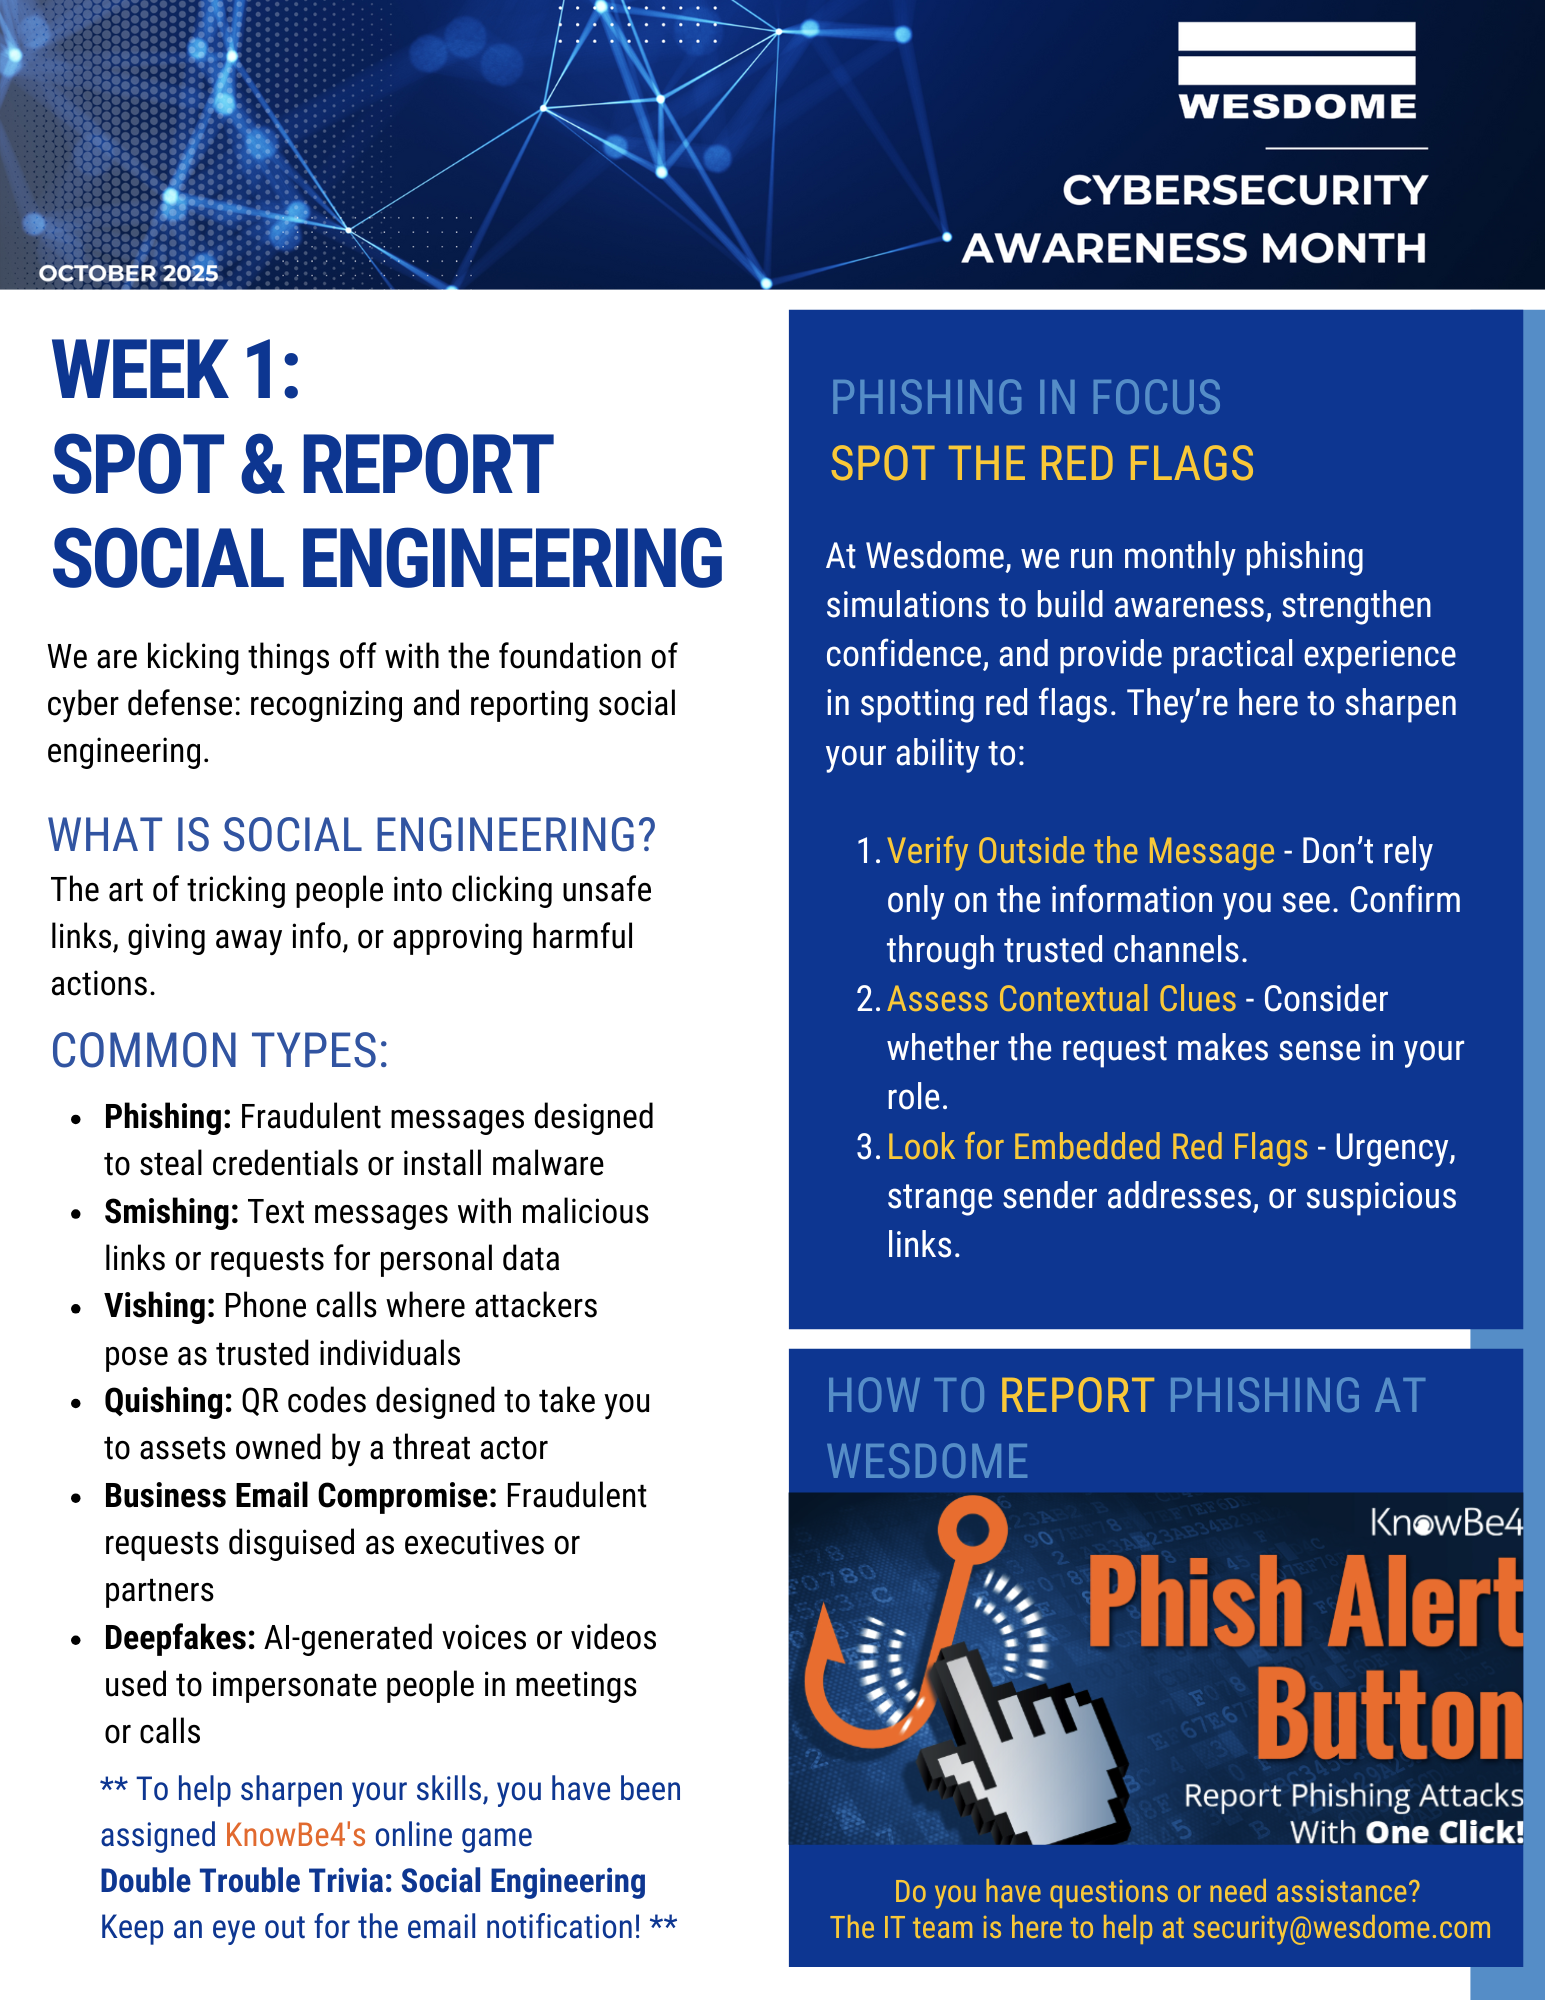 WESDOME
CYBERSECURITY
AWARENESS MONTH
OCTOBER 2025
WEEK 1:
SPOT & REPORT
SOCIAL ENGINEERING
We are kicking things off with the foundation of
cyber defense: recognizing and reporting social
engineering.
WHAT IS SOCIAL ENGINEERING?
The art of tricking people into clicking unsafe
links, giving away info, or approving harmful
actions.
COMMON TYPES:
• Phishing: Fraudulent messages designed
to steal credentials or install malware
• Smishing: Text messages with malicious
links or requests for personal data
• Vishing: Phone calls where attackers
pose as trusted individuals
• Quishing: QR codes designed to take you
to assets owned by a threat actor
• Business Email Compromise: Fraudulent
requests disguised as executives or
partners
• Deepfakes: AI-generated voices or videos
used to impersonate people in meetings
or calls
** To help sharpen your skills, you have been
assigned KnowBe4's online game
Double Trouble Trivia: Social Engineering
Keep an eye out for the email notification! **
PHISHING IN FOCUS
SPOT THE RED FLAGS
At Wesdome, we run monthly phishing
simulations to build awareness, strengthen
confidence, and provide practical experience
in spotting red flags. They’re here to sharpen
your ability to:
1. Verify Outside the Message - Don’t rely
only on the information you see. Confirm
through trusted channels.
2. Assess Contextual Clues - Consider
whether the request makes sense in your
role.
3. Look for Embedded Red Flags - Urgency,
strange sender addresses, or suspicious
links.
HOW TO REPORT PHISHING AT
WESDOME
KnowBe4
Phish Alert
Button
Report Phishing Attacks
With One Click!
Do you have questions or need assistance?
The IT team is here to help at security@wesdome.com